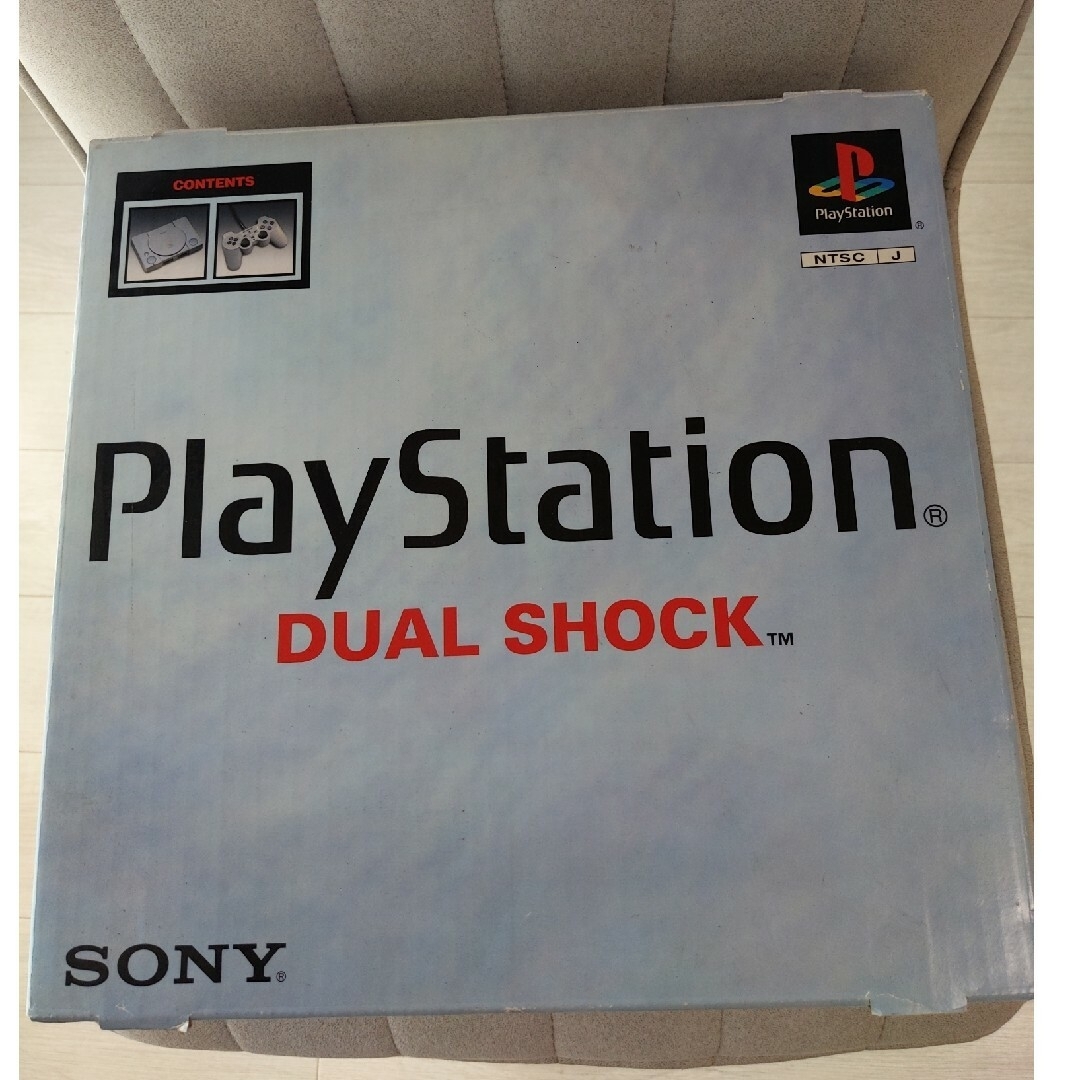 CONTENTS
PlayStation ®
NTSC J
PlayStation®
DUAL SHOCK™
SONY®